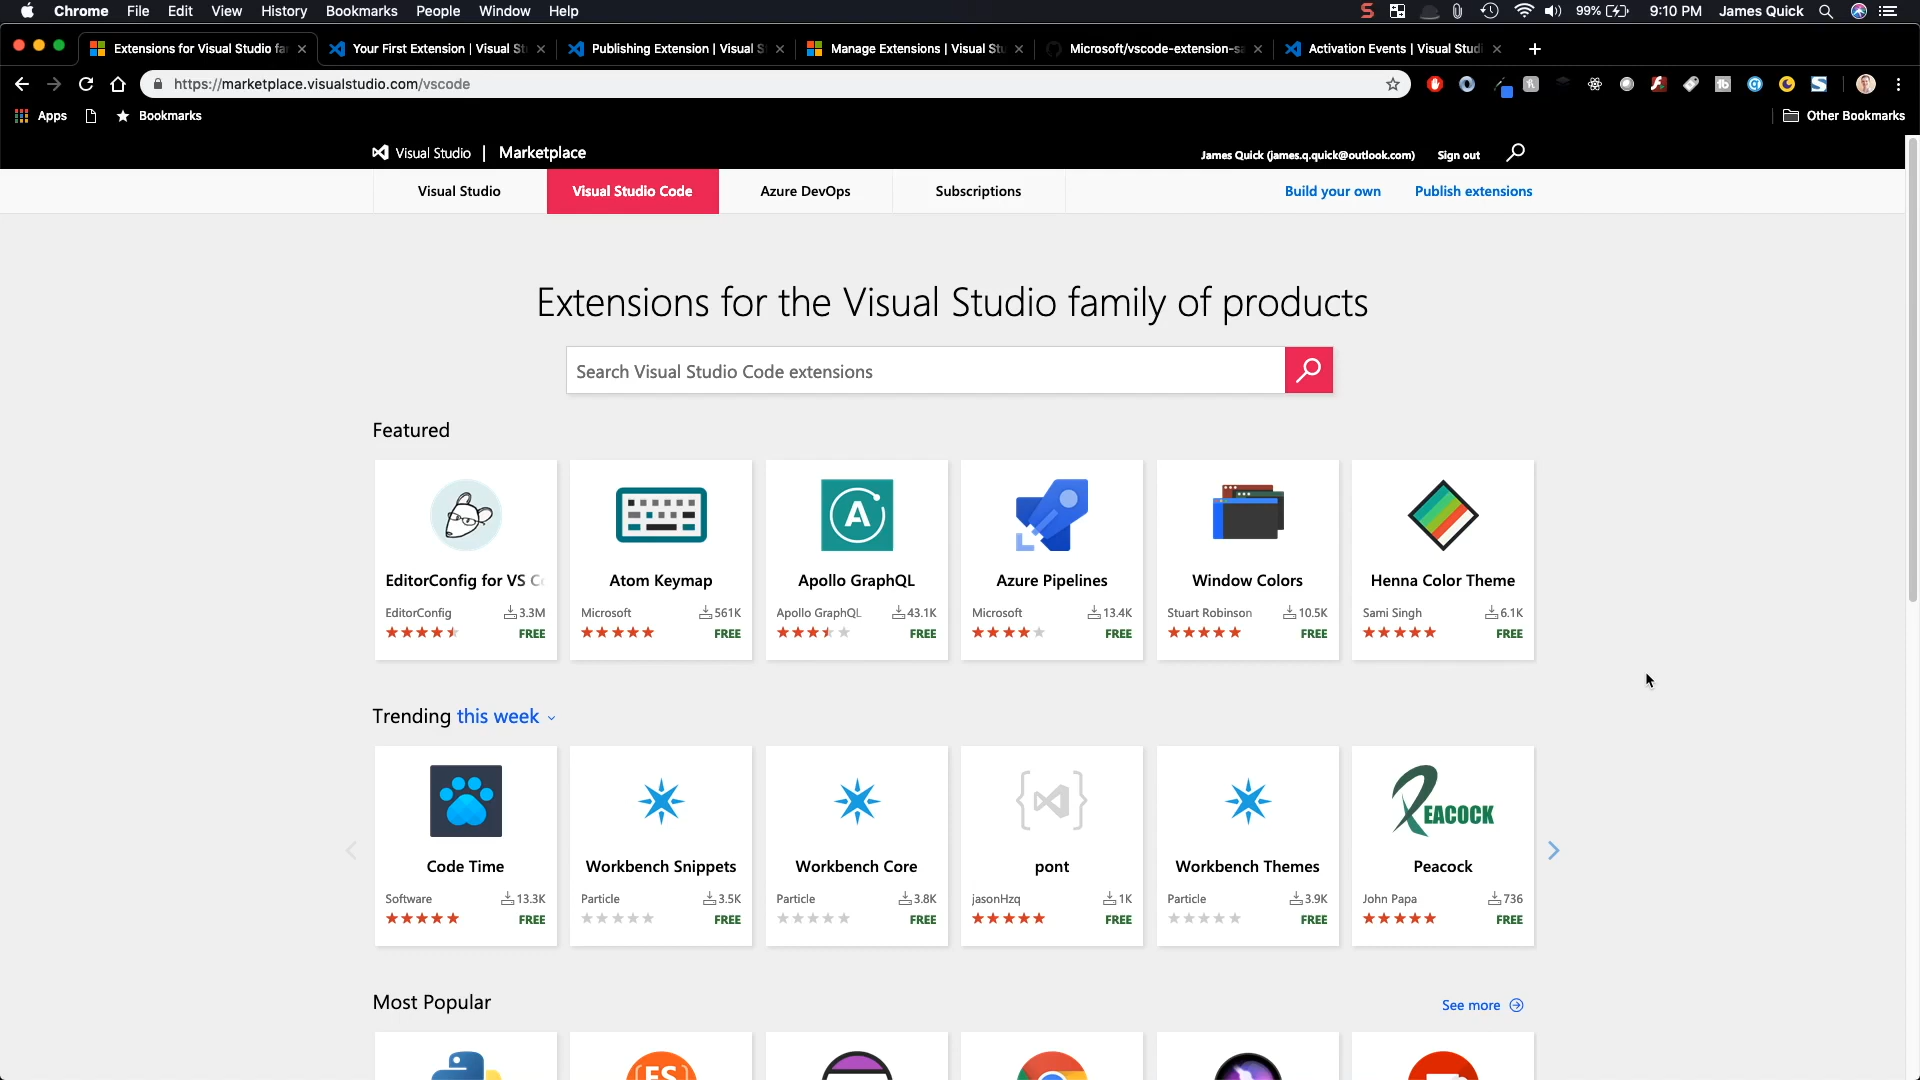 Chrome File Edit View History Bookmarks People Window Help 99% 9:10 PM James Quick
Extensions for Visual Studio fa Your First Extension | Visual St Publishing Extension | Visual S Manage Extensions | Visual Stu Microsoft/vscode-extension-sa Activation Events | Visual Studi
https://marketplace.visualstudio.com/vscode
Apps Bookmarks Other Bookmarks
Visual Studio | Marketplace James Quick (james.q.quick@outlook.com) Sign out
Visual Studio Visual Studio Code Azure DevOps Subscriptions Build your own Publish extensions
Extensions for the Visual Studio family of products
Search Visual Studio Code extensions
Featured
EditorConfig for VS Co Atom Keymap Apollo GraphQL Azure Pipelines Window Colors Henna Color Theme
EditorConfig 3.3M Microsoft 561K Apollo GraphQL 43.1K Microsoft 13.4K Stuart Robinson 10.5K Sami Singh 6.1K
FREE FREE FREE FREE FREE FREE
Trending this week
EACOCK
Code Time Workbench Snippets Workbench Core pont Workbench Themes Peacock
Software 13.3K Particle 3.5K Particle 3.8K jasonHzq 1K Particle 3.9K John Papa 736
FREE FREE FREE FREE FREE FREE
Most Popular See more